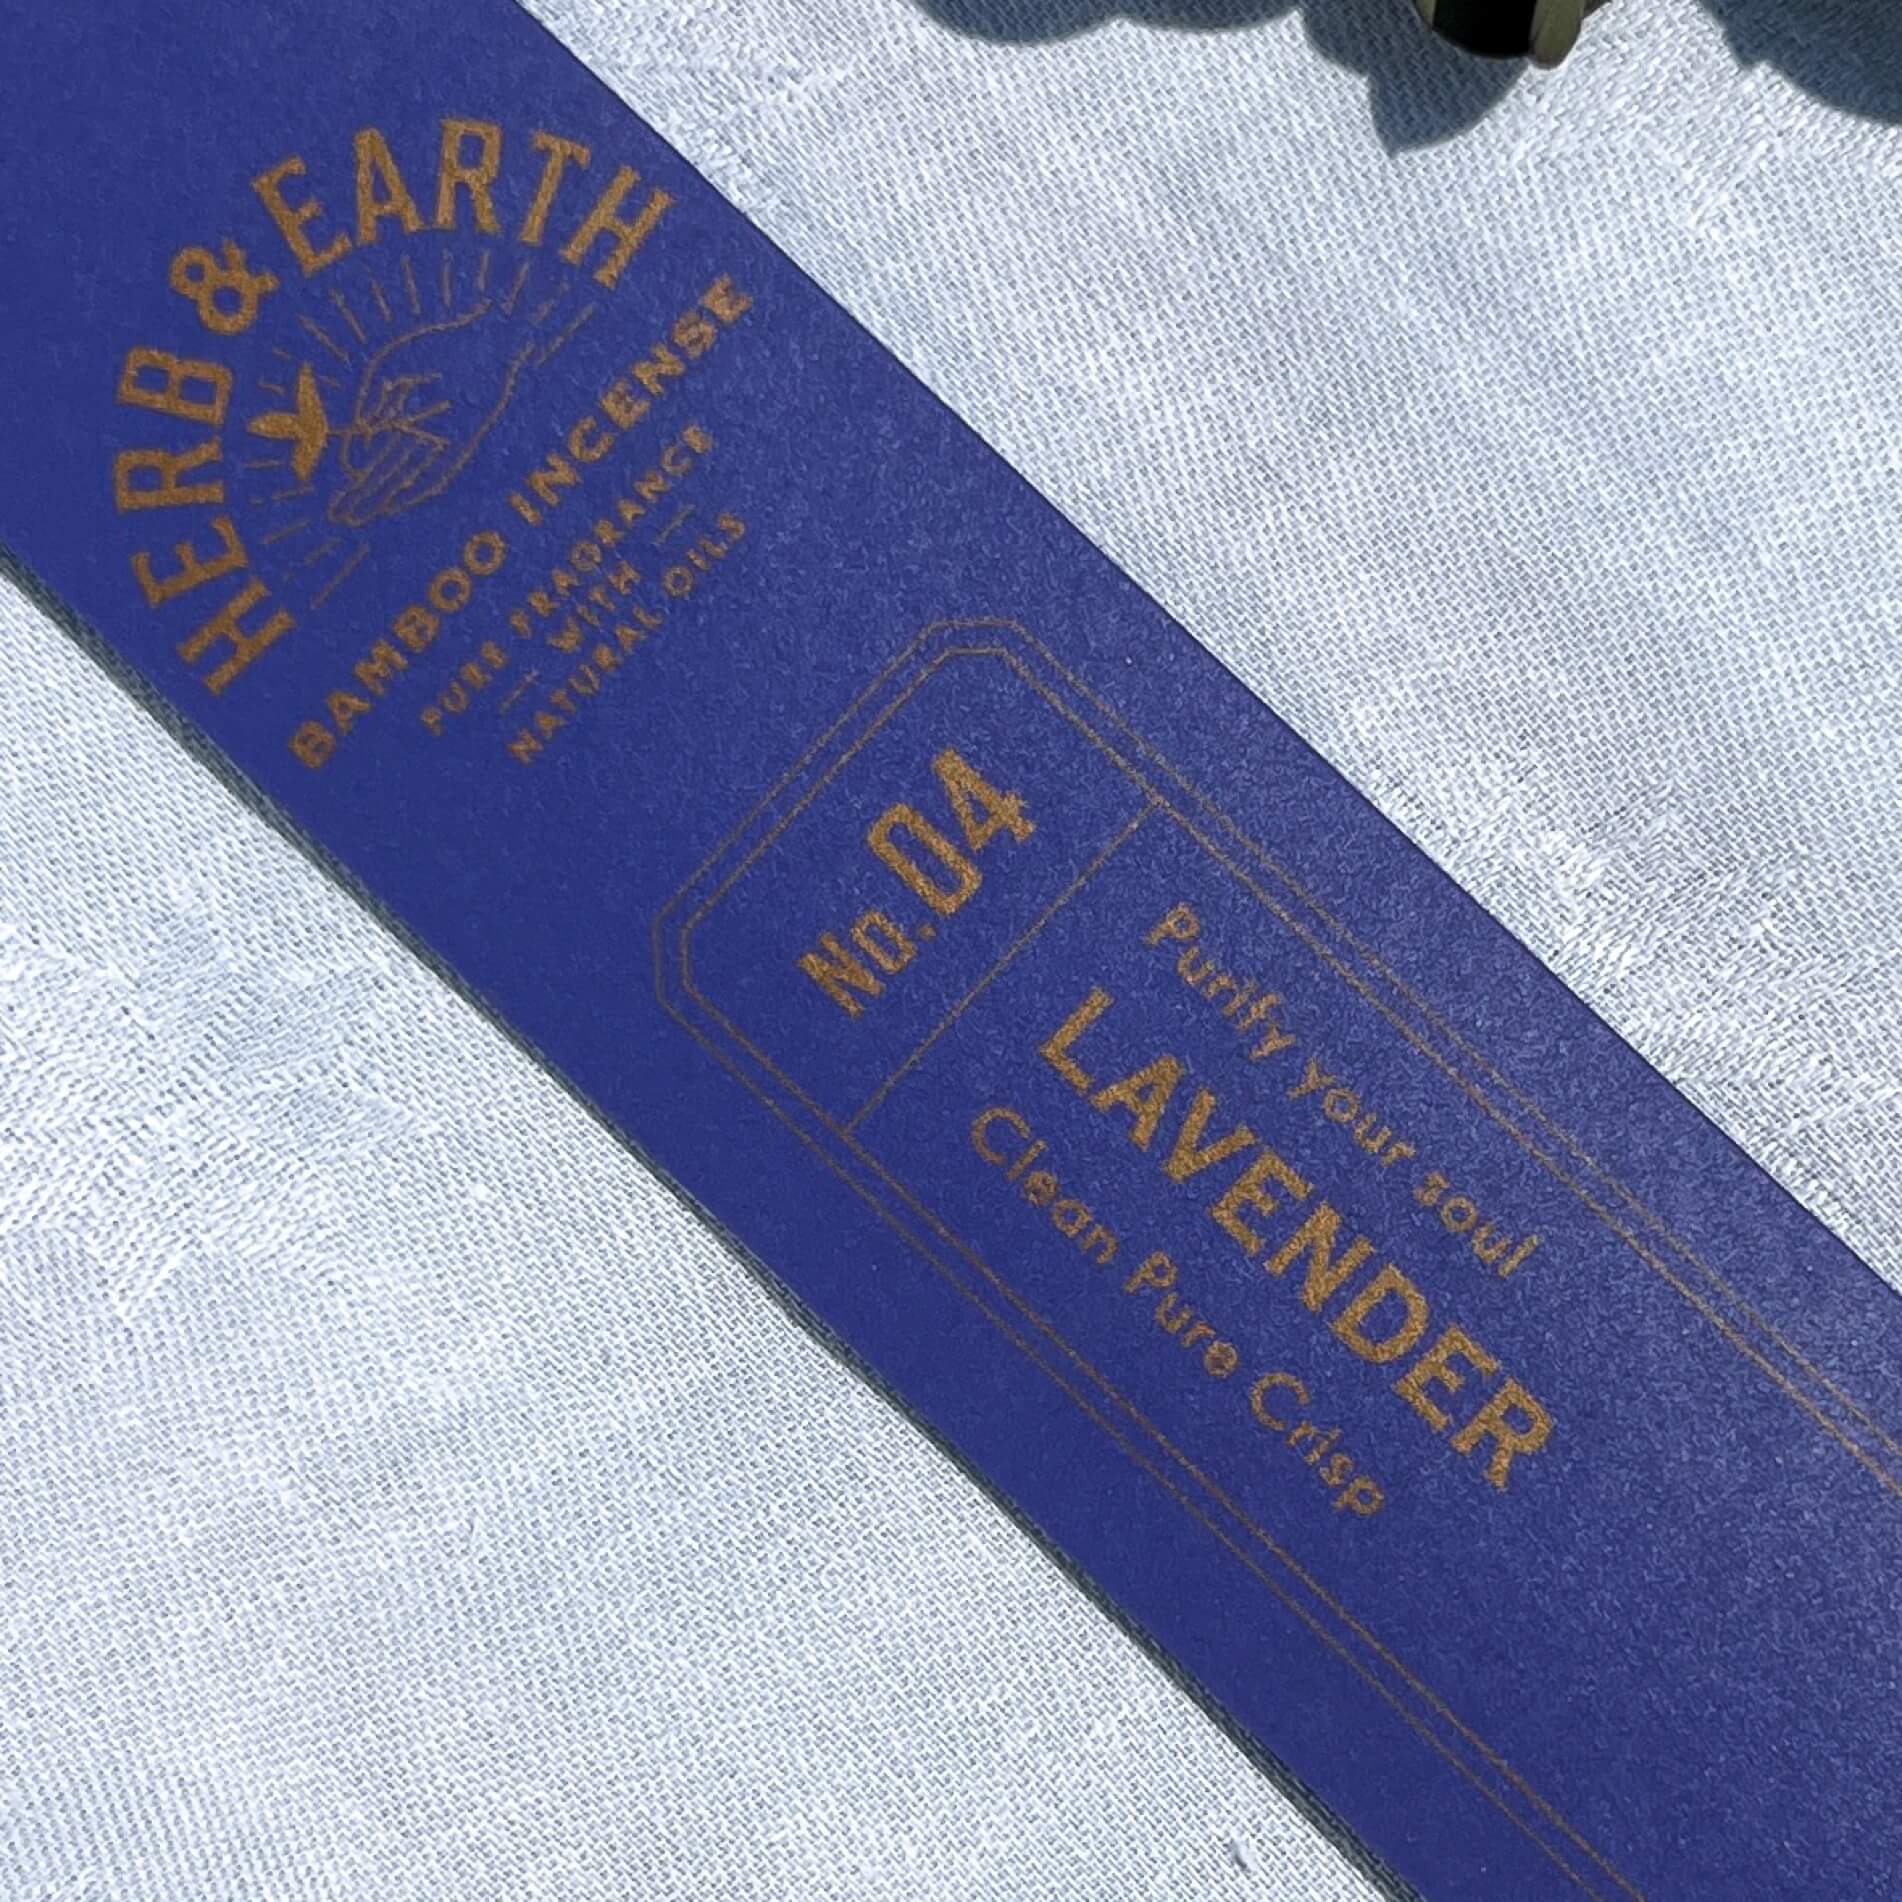 HERB & EARTH
BAMBOO INCENSE
PURE FRAGRANCE
WITH
NATURAL OILS
No.04
Purify your soul
LAVENDER
Clean Pure Crisp